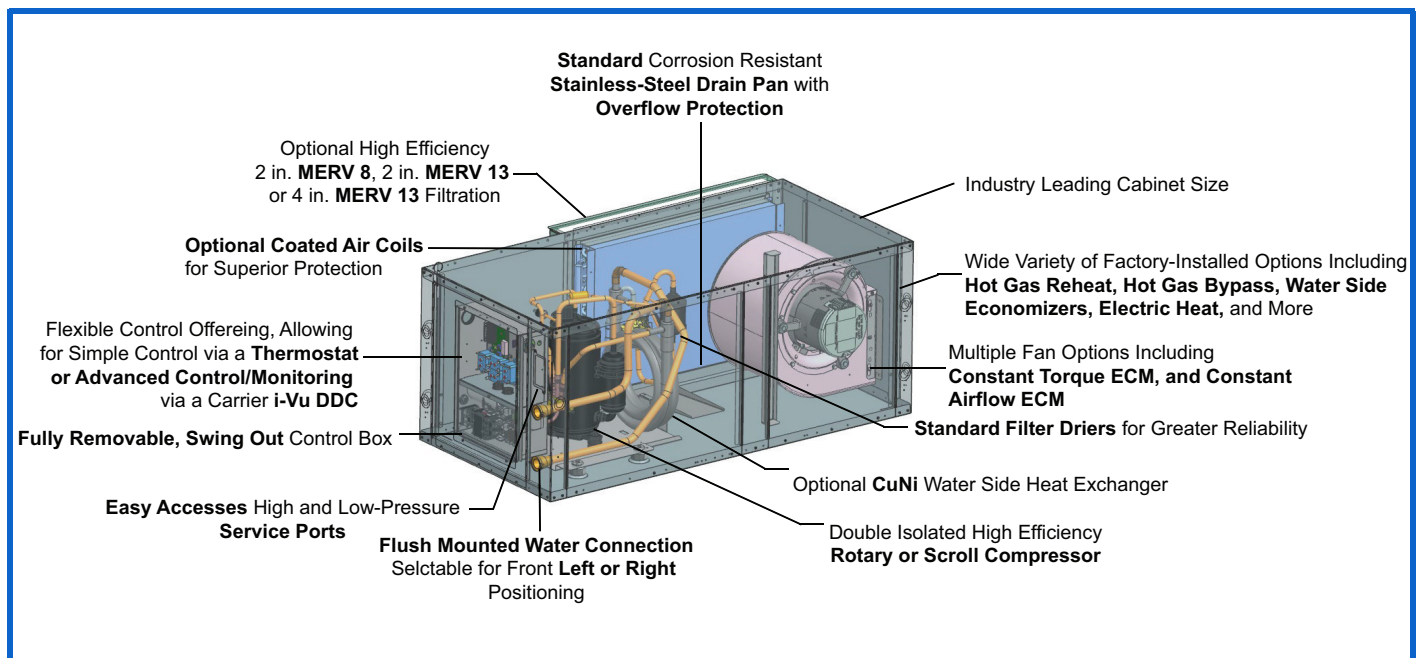 Standard Corrosion Resistant
Stainless-Steel Drain Pan with
Overflow Protection
Optional High Efficiency
2 in. MERV 8, 2 in. MERV 13
or 4 in. MERV 13 Filtration
Industry Leading Cabinet Size
Optional Coated Air Coils
for Superior Protection
Wide Variety of Factory-Installed Options Including
Hot Gas Reheat, Hot Gas Bypass, Water Side
Economizers, Electric Heat, and More
Flexible Control Offereing, Allowing
for Simple Control via a Thermostat
or Advanced Control/Monitoring
via a Carrier i-Vu DDC
Multiple Fan Options Including
Constant Torque ECM, and Constant
Airflow ECM
Fully Removable, Swing Out Control Box
Standard Filter Driers for Greater Reliability
Optional CuNi Water Side Heat Exchanger
Easy Accesses High and Low-Pressure
Service Ports
Double Isolated High Efficiency
Rotary or Scroll Compressor
Flush Mounted Water Connection
Selctable for Front Left or Right
Positioning